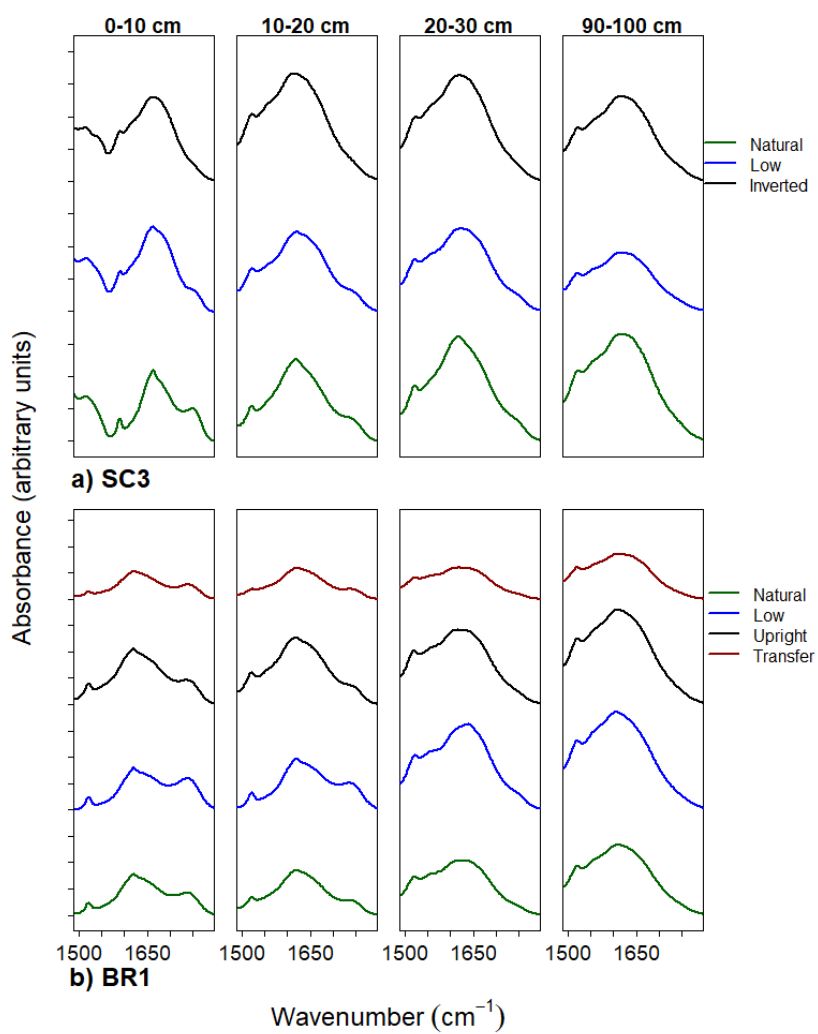 0-10 cm 10-20 cm 20-30 cm 90-100 cm
Natural
Low
Inverted
Absorbance (arbitrary units)
a) SC3
Natural
Low
Upright
Transfer
1500 1650 1500 1650 1500 1650 1500 1650
b) BR1
Wavenumber (cm⁻¹)